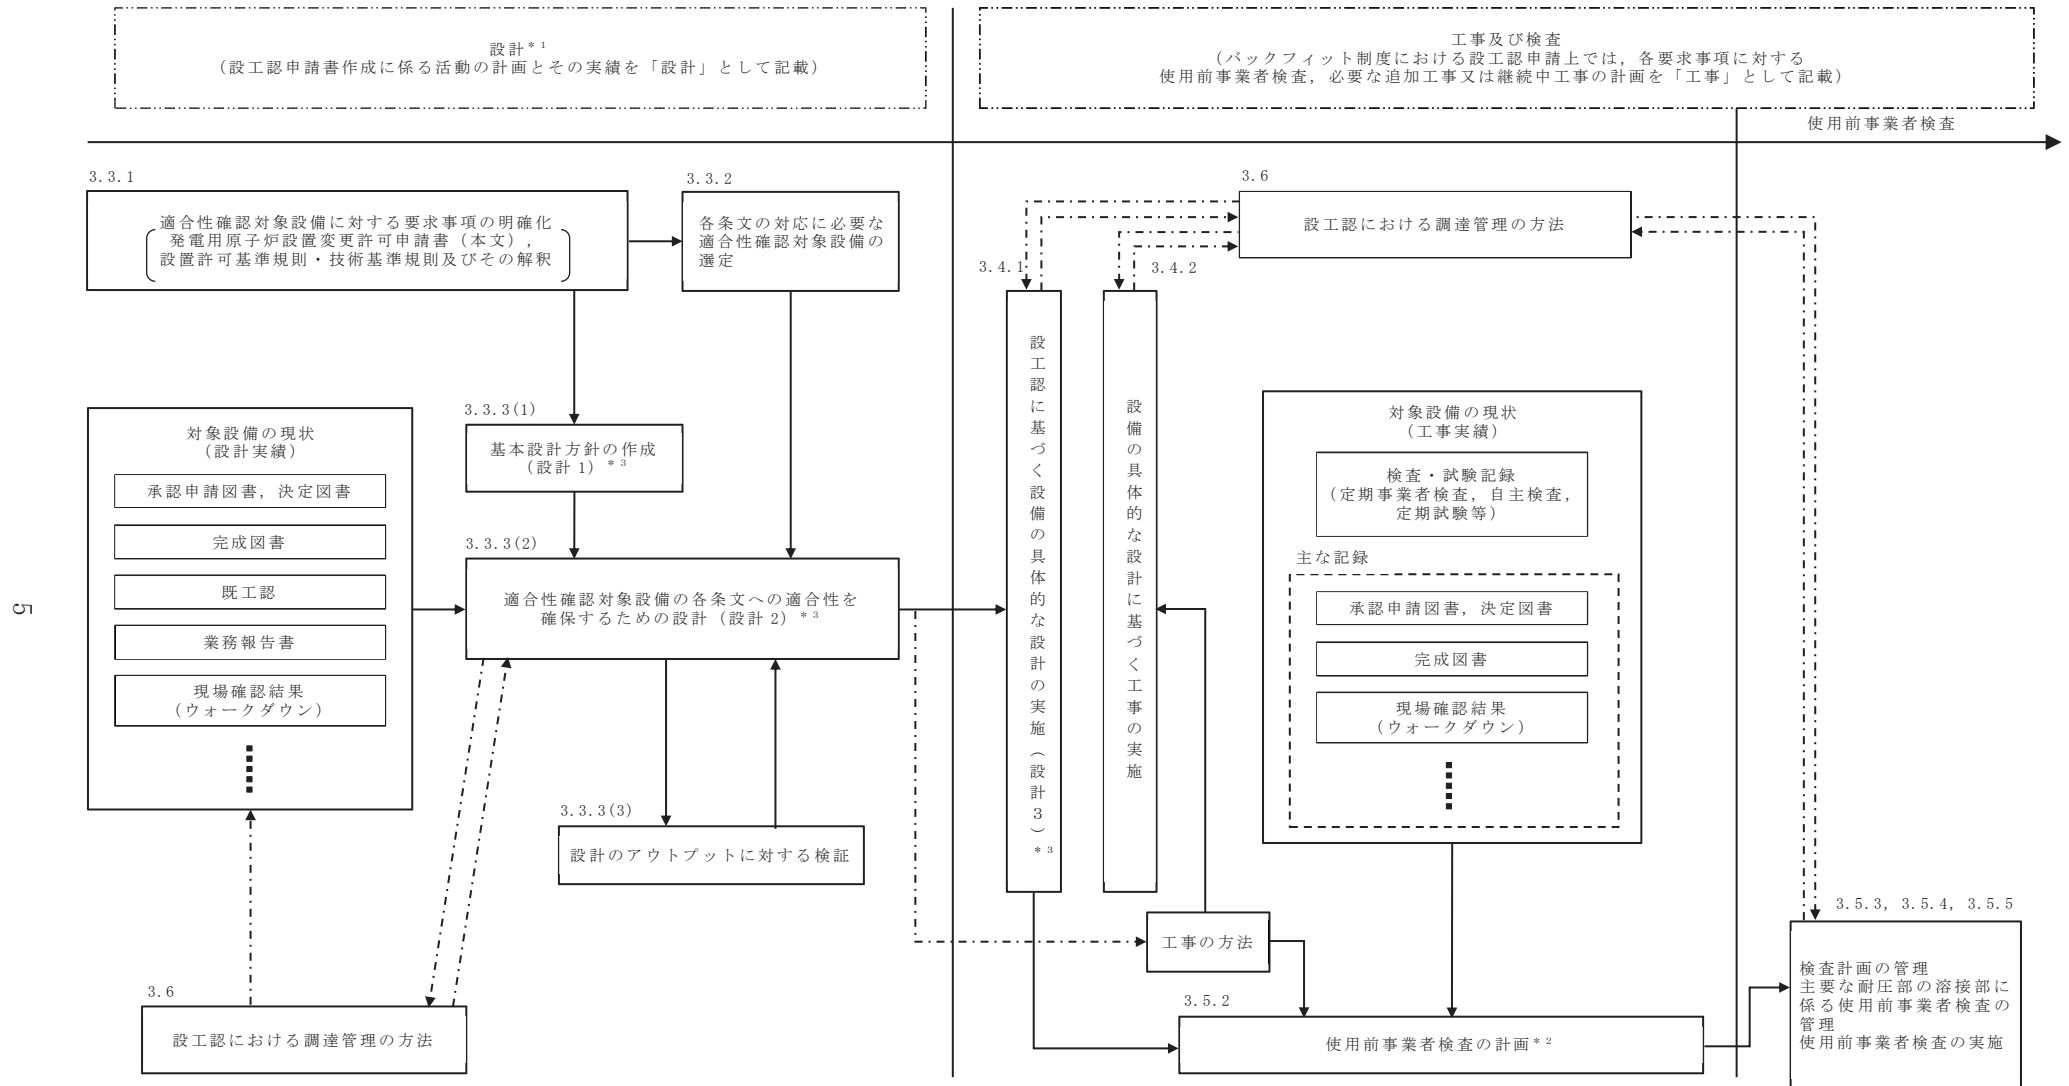 設計＊１
（設工認申請書作成に係る活動の計画とその実績を「設計」として記載）
工事及び検査
（バックフィット制度における設工認申請上では，各要求事項に対する
使用前事業者検査，必要な追加工事又は継続中工事の計画を「工事」として記載）
使用前事業者検査
3.3.1
適合性確認対象設備に対する要求事項の明確化
発電用原子炉設置変更許可申請書（本文），
設置許可基準規則・技術基準規則及びその解釈
3.3.2
各条文の対応に必要な
適合性確認対象設備の
選定
3.6
設工認における調達管理の方法
3.4.1
設工認に基づく設備の具体的な設計の実施（設計３）＊３
3.4.2
設備の具体的な設計に基づく工事の実施
対象設備の現状
（設計実績）
承認申請図書，決定図書
完成図書
既工認
業務報告書
現場確認結果
（ウォークダウン）
3.3.3(1)
基本設計方針の作成
（設計 1）＊３
3.3.3(2)
適合性確認対象設備の各条文への適合性を
確保するための設計（設計 2）＊３
3.3.3(3)
設計のアウトプットに対する検証
3.6
設工認における調達管理の方法
対象設備の現状
（工事実績）
検査・試験記録
（定期事業者検査，自主検査，
定期試験等）
主な記録
承認申請図書，決定図書
完成図書
現場確認結果
（ウォークダウン）
工事の方法
3.5.2
使用前事業者検査の計画＊２
3.5.3, 3.5.4, 3.5.5
検査計画の管理
主要な耐圧部の溶接部に
係る使用前事業者検査の
管理
使用前事業者検査の実施
5